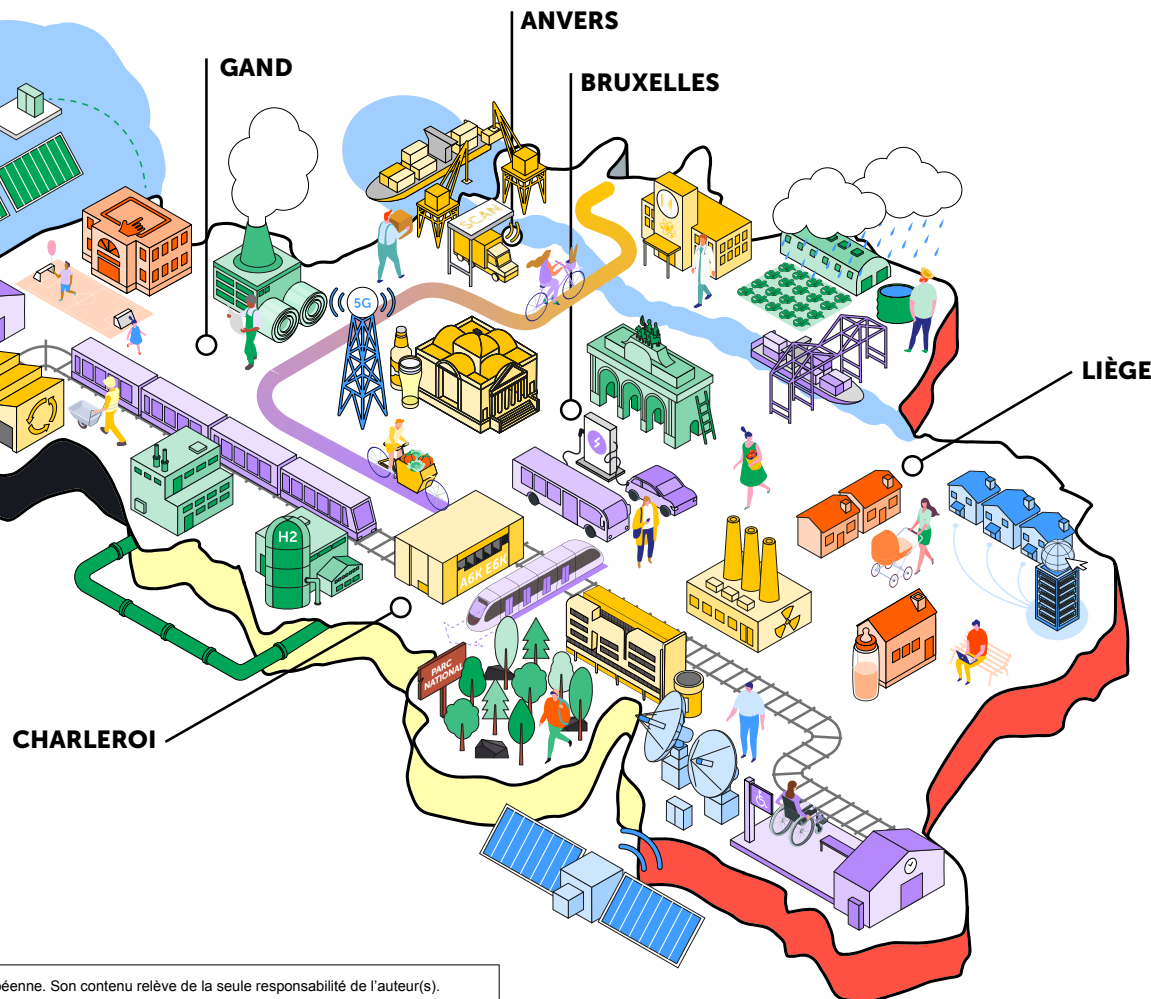 ANVERS
GAND
BRUXELLES
SCAN
5G
LIÈGE
H2
A6K E6K
PARC
NATIONAL
CHARLEROI
péenne. Son contenu relève de la seule responsabilité de l'auteur(s).